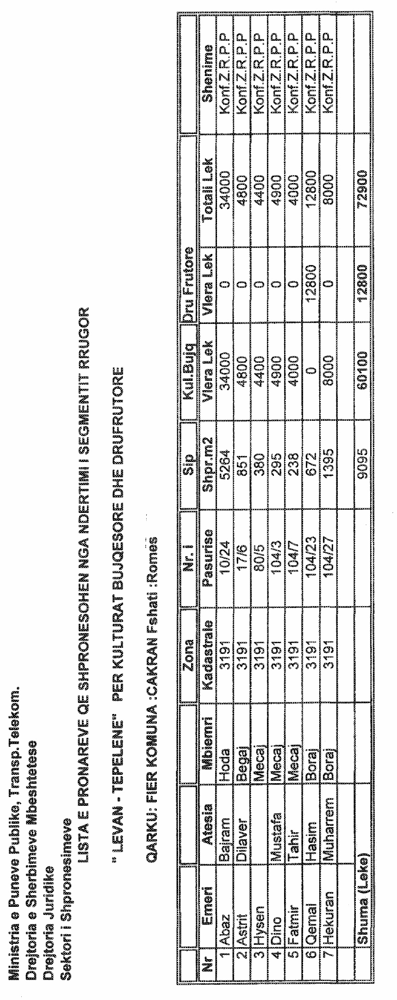 Ministria e Puneve Publike, Transp.Telekom.
Drejtoria e Sherbimeve Mbeshtetese
Drejtoria Juridike
Sektori i Shpronesimeve
LISTA E PRONAREVE QE SHPRONESOHEN NGA NDERTIMI I SEGMENTIT RRUGOR
" LEVAN - TEPELENE" PER KULTURAT BUJQESORE DHE DRUFRUTORE
QARKU: FIER KOMUNA :CAKRAN Fshati :Romës
Zona Nr. i Sip Kul.Bujq Dru Frutore
Nr Emeri Atesia Mbiemri Kadastrale Pasurise Shpr.m2 Vlera Lek Vlera Lek Totali Lek Shenime
1 Abaz Bajram Hoda 3191 10/24 5264 34000 0 34000 Konf.Z.R.P.P
2 Astrit Dilaver Begaj 3191 17/6 851 4800 0 4800 Konf.Z.R.P.P
3 Hysen Mecaj 3191 80/5 380 4400 0 4400 Konf.Z.R.P.P
4 Dino Mustafa Mecaj 3191 104/3 295 4900 0 4900 Konf.Z.R.P.P
5 Fatmir Tahir Mecaj 3191 104/7 238 4000 0 4000 Konf.Z.R.P.P
6 Qemal Hasim Boraj 3191 104/23 672 0 12800 12800 Konf.Z.R.P.P
7 Hekuran Muharrem Boraj 3191 104/27 1395 8000 0 8000 Konf.Z.R.P.P
Shuma (Leke) 9095 60100 12800 72900